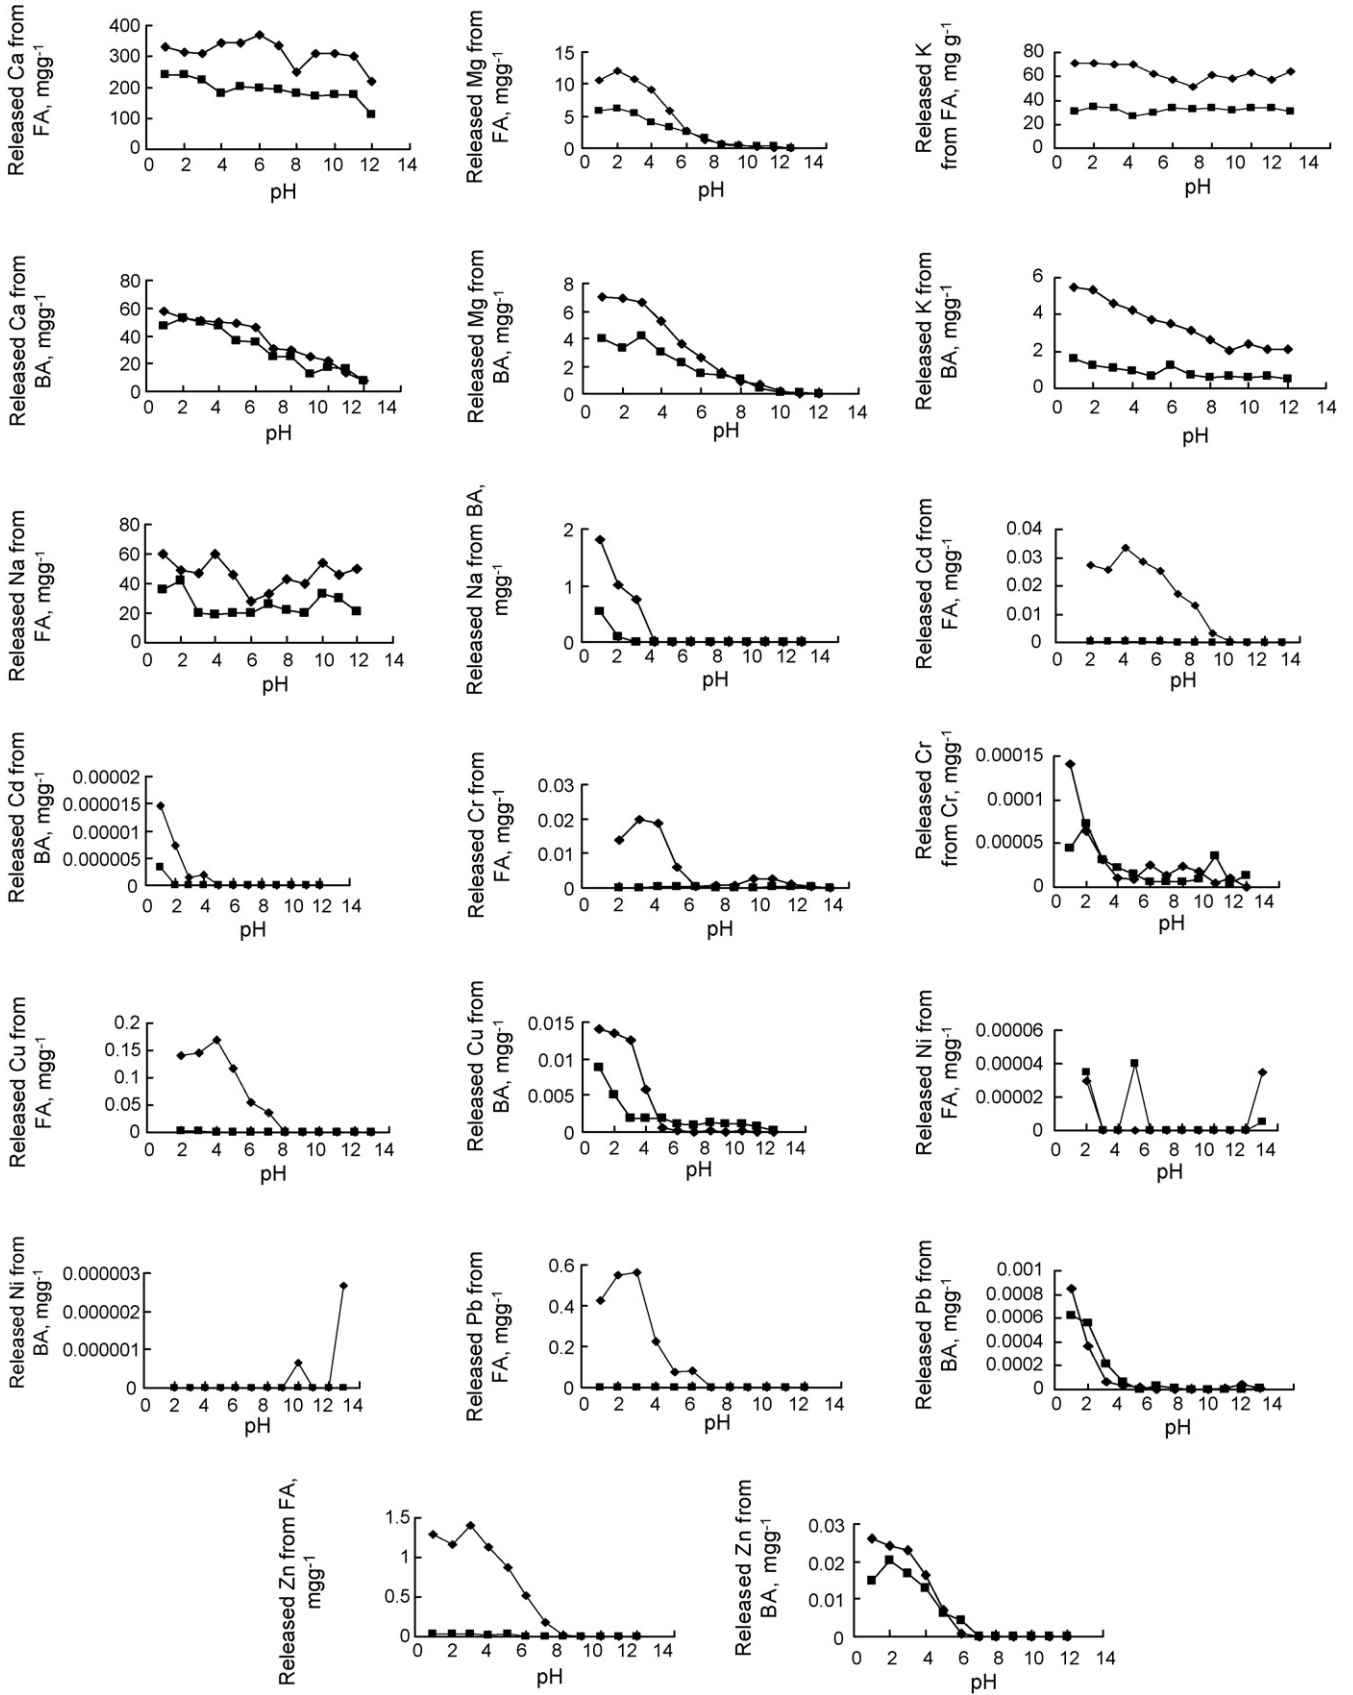 Released Ca from
FA, mgg-1
400
300
200
100
0
0 2 4 6 8 10 12 14
pH
Released Mg from
FA, mgg-1
15
10
5
0
0 2 4 6 8 10 12 14
pH
Released K
from FA, mg g-1
80
60
40
20
0
0 2 4 6 8 10 12 14
pH
Released Ca from
BA, mgg-1
80
60
40
20
0
0 2 4 6 8 10 12 14
pH
Released Mg from
BA, mgg-1
8
6
4
2
0
0 2 4 6 8 10 12 14
pH
Released K from
BA, mgg-1
6
4
2
0
0 2 4 6 8 10 12 14
pH
Released Na from
FA, mgg-1
80
60
40
20
0
0 2 4 6 8 10 12 14
pH
Released Na from BA,
mgg-1
2
1
0
0 2 4 6 8 10 12 14
pH
Released Cd from
FA, mgg-1
0.04
0.03
0.02
0.01
0
0 2 4 6 8 10 12 14
pH
Released Cd from
BA, mgg-1
0.00002
0.000015
0.00001
0.000005
0
0 2 4 6 8 10 12 14
pH
Released Cr from
FA, mgg-1
0.03
0.02
0.01
0
0 2 4 6 8 10 12 14
pH
Released Cr
from Cr, mgg-1
0.00015
0.0001
0.00005
0
0 2 4 6 8 10 12 14
pH
Released Cu from
FA, mgg-1
0.2
0.15
0.1
0.05
0
0 2 4 6 8 10 12 14
pH
Released Cu from
BA, mgg-1
0.015
0.01
0.005
0
0 2 4 6 8 10 12 14
pH
Released Ni from
FA, mgg-1
0.00006
0.00004
0.00002
0
0 2 4 6 8 10 12 14
pH
Released Ni from
BA, mgg-1
0.000003
0.000002
0.000001
0
0 2 4 6 8 10 12 14
pH
Released Pb from
FA, mgg-1
0.6
0.4
0.2
0
0 2 4 6 8 10 12 14
pH
Released Pb from
BA, mgg-1
0.001
0.0008
0.0006
0.0004
0.0002
0
0 2 4 6 8 10 12 14
pH
Released Zn from FA,
mgg-1
1.5
1
0.5
0
0 2 4 6 8 10 12 14
pH
Released Zn from
BA, mgg-1
0.03
0.02
0.01
0
0 2 4 6 8 10 12 14
pH